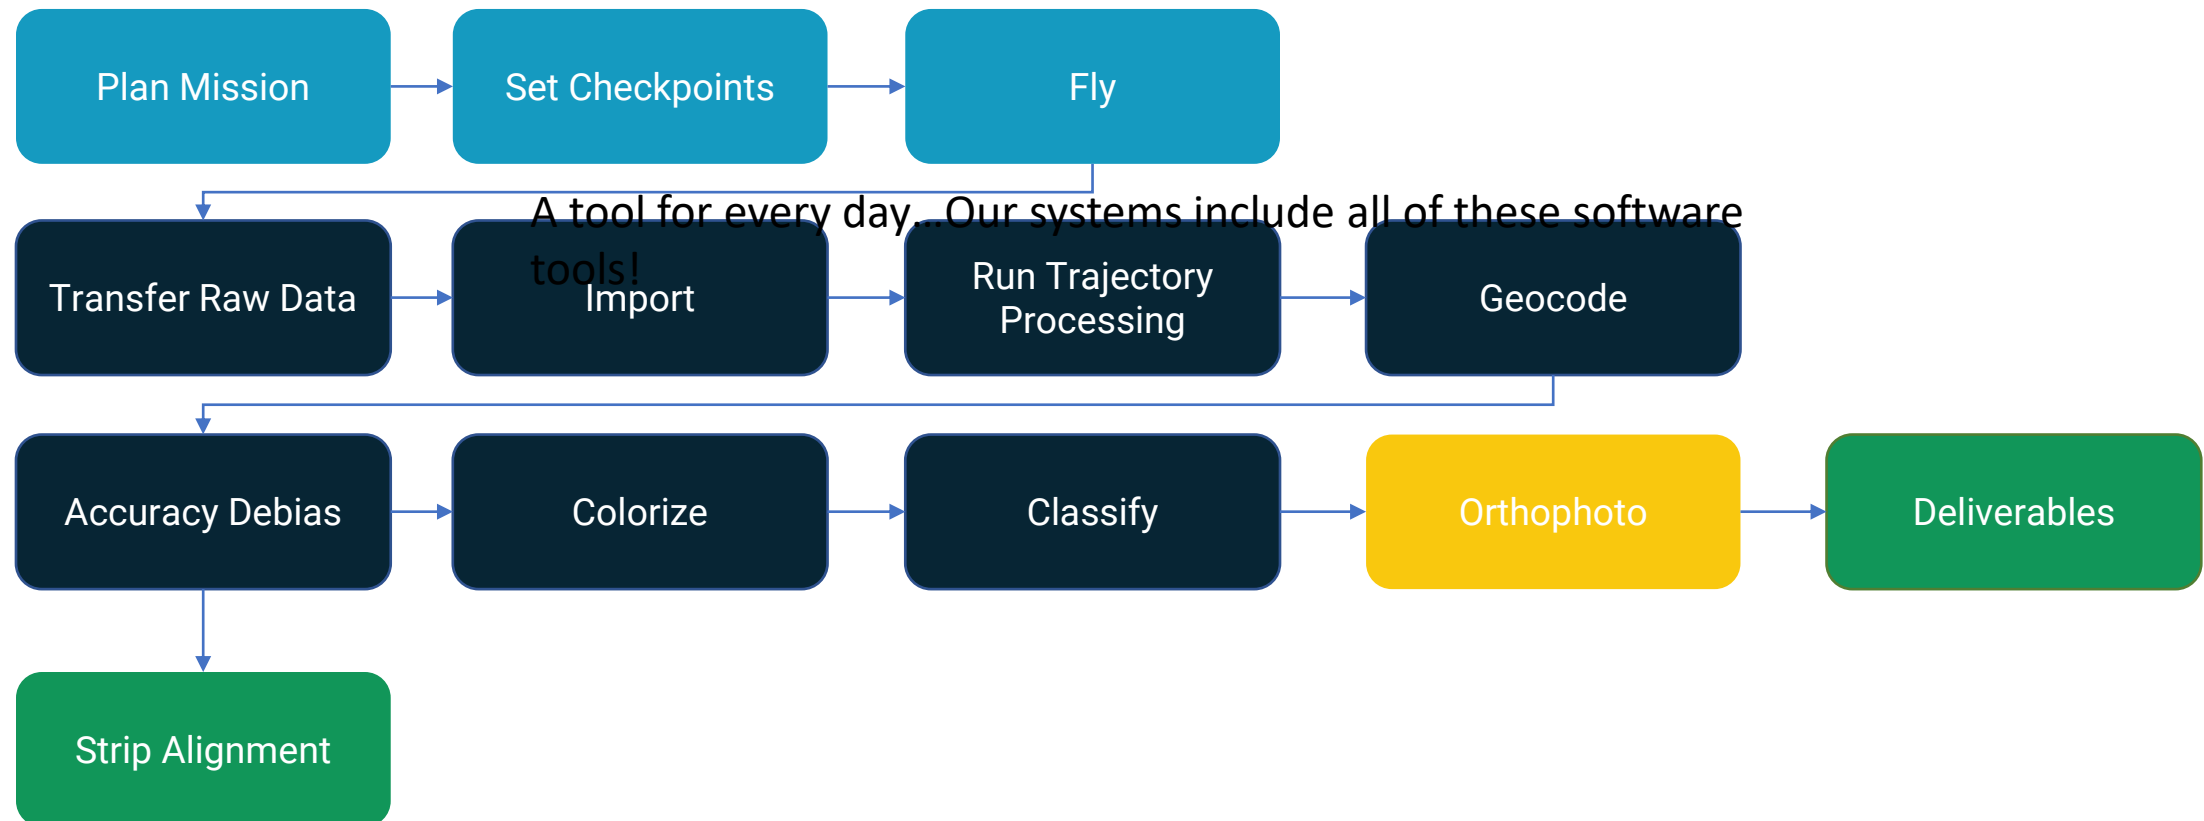 Plan Mission
Set Checkpoints
Fly
A tool for every day...Our systems include all of these software
tools!
Transfer Raw Data
Import
Run Trajectory
Processing
Geocode
Accuracy Debias
Colorize
Classify
Orthophoto
Deliverables
Strip Alignment